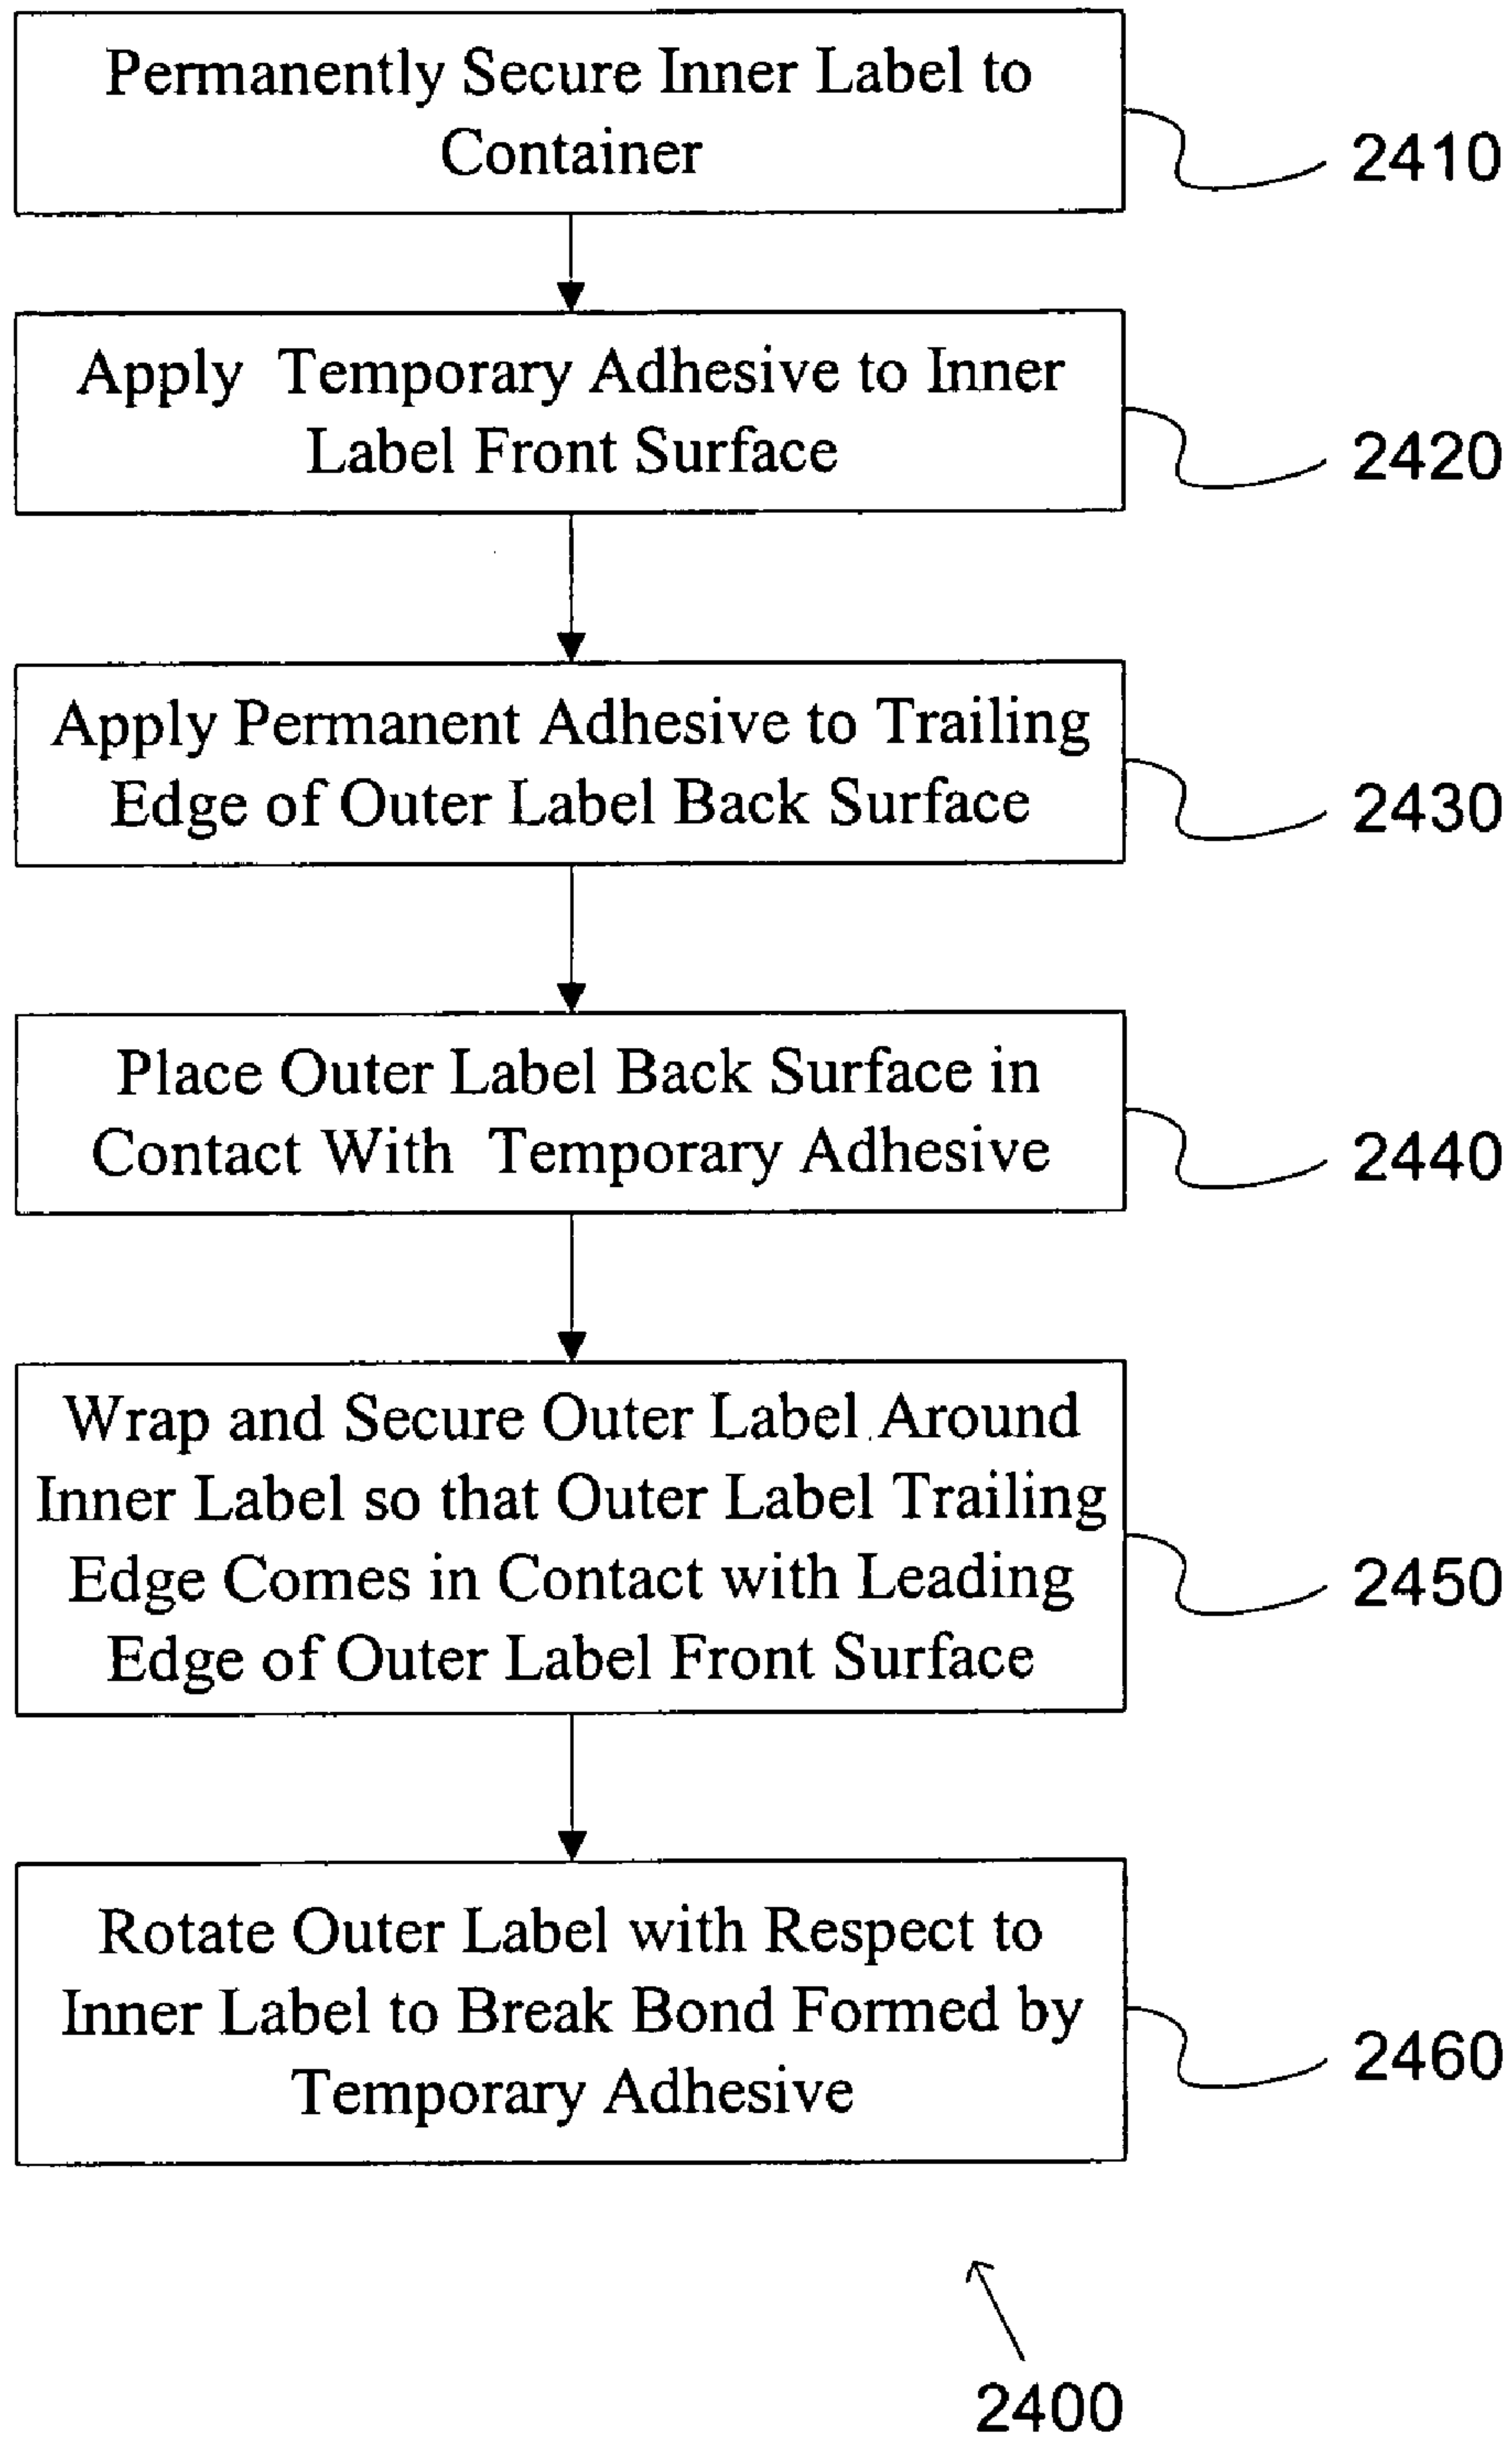 Permanently Secure Inner Label to
Container
2410
Apply Temporary Adhesive to Inner
Label Front Surface
2420
Apply Permanent Adhesive to Trailing
Edge of Outer Label Back Surface
2430
Place Outer Label Back Surface in
Contact With Temporary Adhesive
2440
Wrap and Secure Outer Label Around
Inner Label so that Outer Label Trailing
Edge Comes in Contact with Leading
Edge of Outer Label Front Surface
2450
Rotate Outer Label with Respect to
Inner Label to Break Bond Formed by
Temporary Adhesive
2460
2400